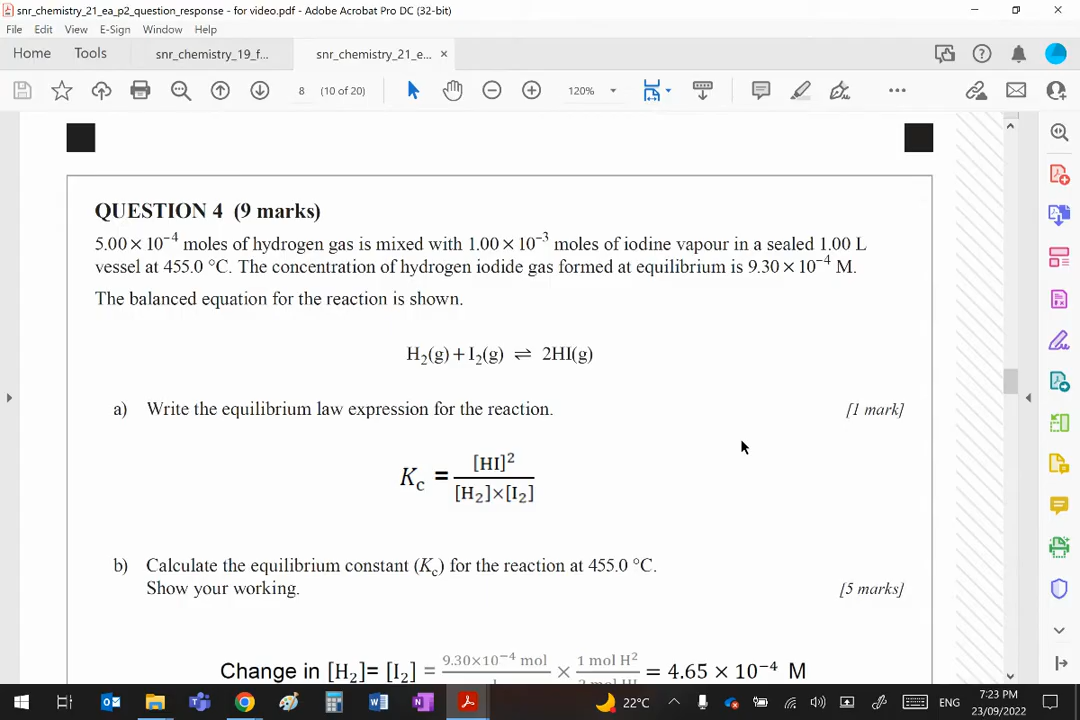 snr_chemistry_21_ea_p2_question_response - for video.pdf - Adobe Acrobat Pro DC (32-bit)
File Edit View E-Sign Window Help
Home Tools snr_chemistry_19_f... snr_chemistry_21_e... ×
8 (10 of 20) 120%
QUESTION 4 (9 marks)
5.00 × 10⁻⁴ moles of hydrogen gas is mixed with 1.00 × 10⁻³ moles of iodine vapour in a sealed 1.00 L
vessel at 455.0 °C. The concentration of hydrogen iodide gas formed at equilibrium is 9.30 × 10⁻⁴ M.
The balanced equation for the reaction is shown.
H₂(g) + I₂(g) ⇌ 2HI(g)
a) Write the equilibrium law expression for the reaction. [1 mark]
K_c = [HI]² / [H₂]×[I₂]
b) Calculate the equilibrium constant (K_c) for the reaction at 455.0 °C.
Show your working. [5 marks]
Change in [H₂]= [I₂] = 9.30×10⁻⁴ mol / 1 × 1 mol H² / 2 mol HI = 4.65 × 10⁻⁴ M
22°C ENG 7:23 PM
23/09/2022